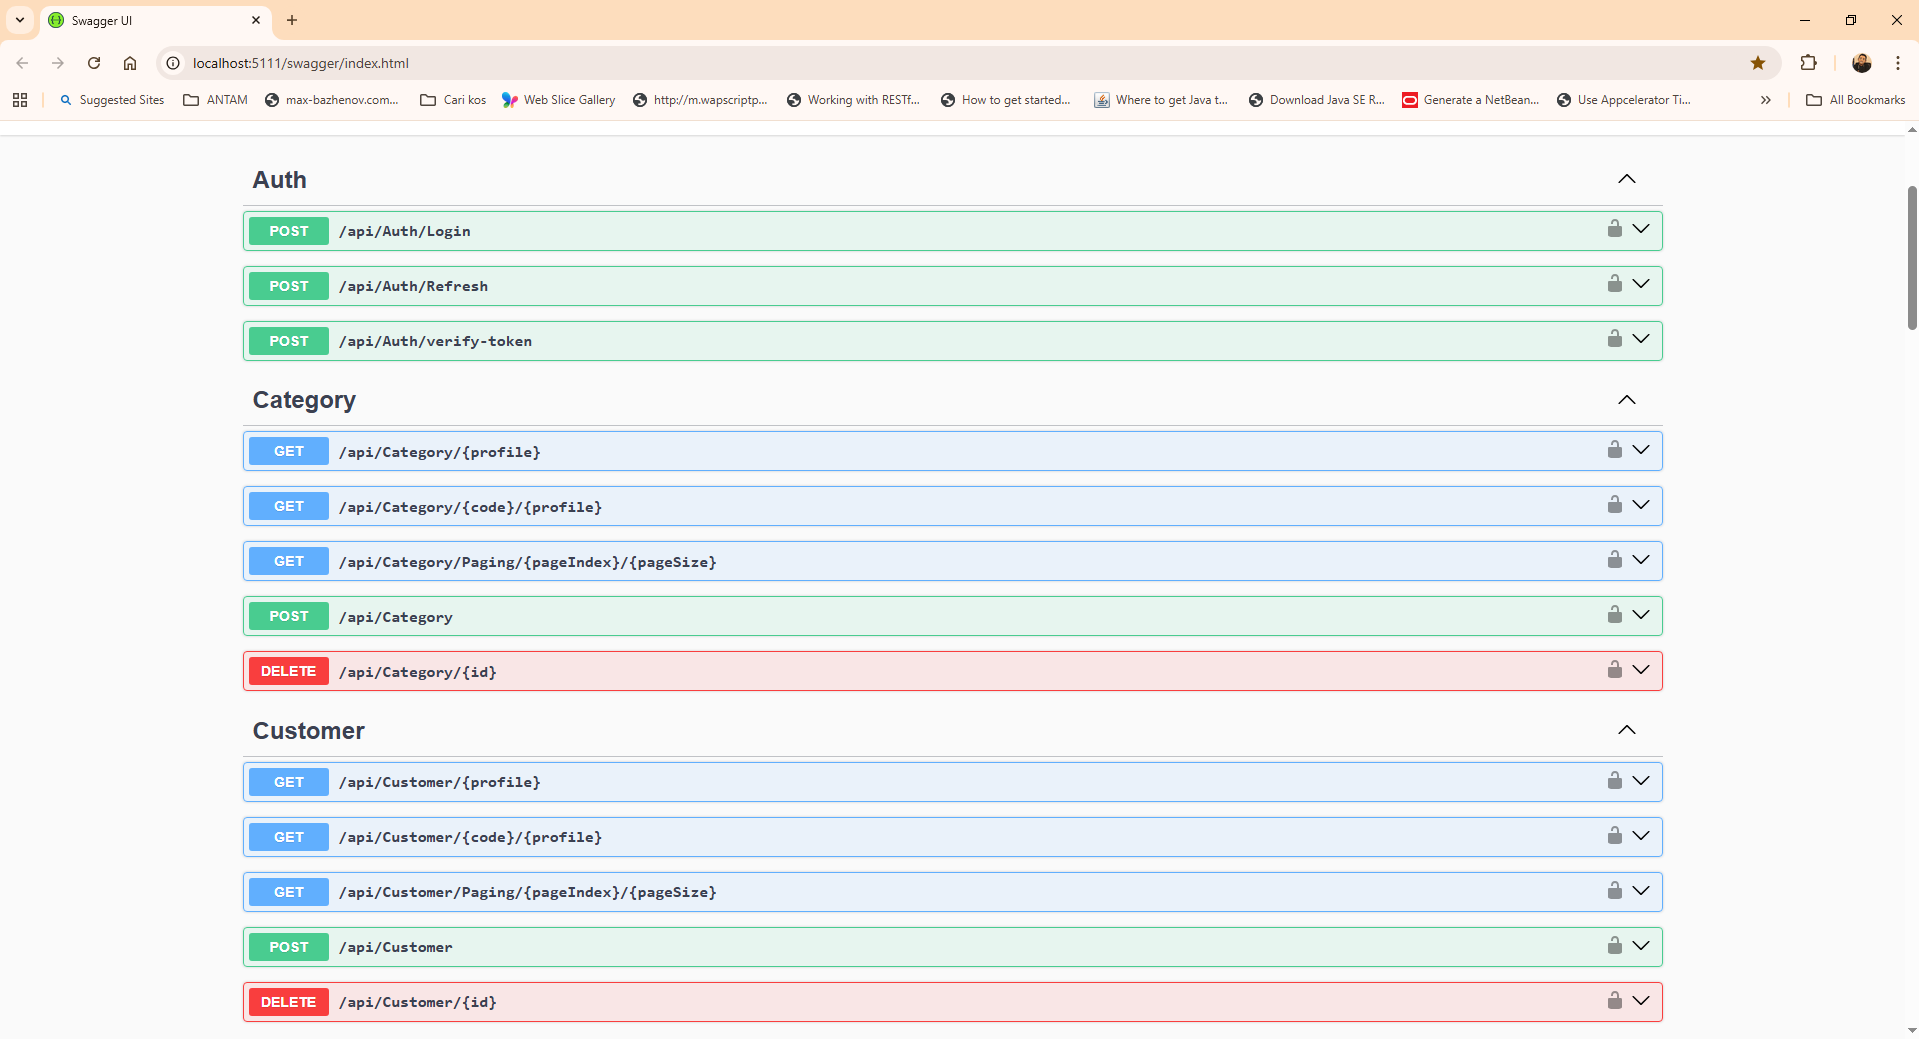 Swagger UI
localhost:5111/swagger/index.html
Suggested Sites ANTAM max-bazhenov.com... Cari kos Web Slice Gallery http://m.wapscriptp... Working with RESTf... How to get started... Where to get Java t... Download Java SE R... Generate a NetBean... Use Appcelerator Ti... All Bookmarks
Auth
POST /api/Auth/Login
POST /api/Auth/Refresh
POST /api/Auth/verify-token
Category
GET /api/Category/{profile}
GET /api/Category/{code}/{profile}
GET /api/Category/Paging/{pageIndex}/{pageSize}
POST /api/Category
DELETE /api/Category/{id}
Customer
GET /api/Customer/{profile}
GET /api/Customer/{code}/{profile}
GET /api/Customer/Paging/{pageIndex}/{pageSize}
POST /api/Customer
DELETE /api/Customer/{id}